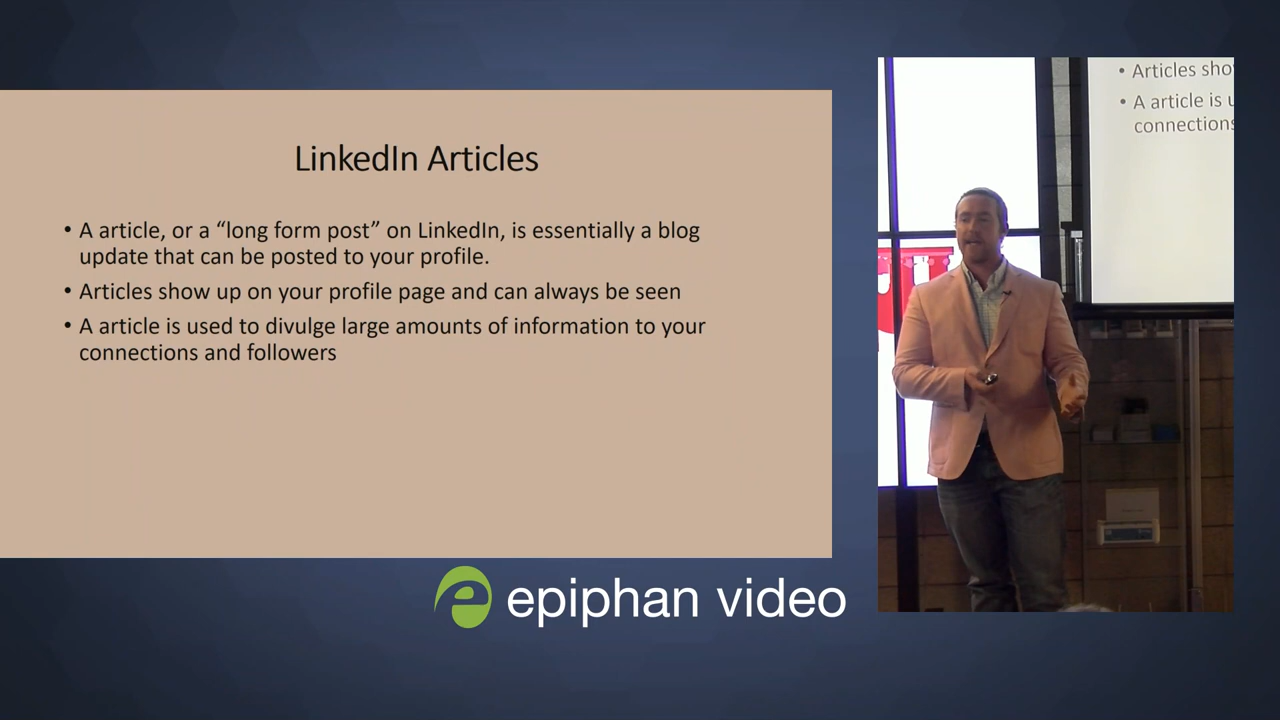 LinkedIn Articles
• A article, or a “long form post” on LinkedIn, is essentially a blog
update that can be posted to your profile.
• Articles show up on your profile page and can always be seen
• A article is used to divulge large amounts of information to your
connections and followers
epiphan video
• Articles
• A article is
connections